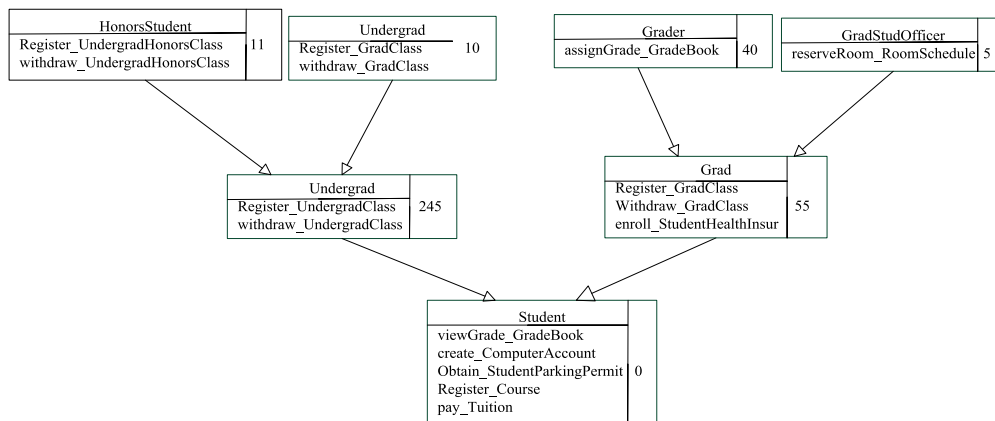 HonorsStudent
Register_UndergradHonorsClass
withdraw_UndergradHonorsClass
11
Undergrad
Register_GradClass
withdraw_GradClass
10
Grader
assignGrade_GradeBook
40
GradStudOfficer
reserveRoom_RoomSchedule
5
Undergrad
Register_UndergradClass
withdraw_UndergradClass
245
Grad
Register_GradClass
Withdraw_GradClass
enroll_StudentHealthInsur
55
Student
viewGrade_GradeBook
create_ComputerAccount
Obtain_StudentParkingPermit
Register_Course
pay_Tuition
0